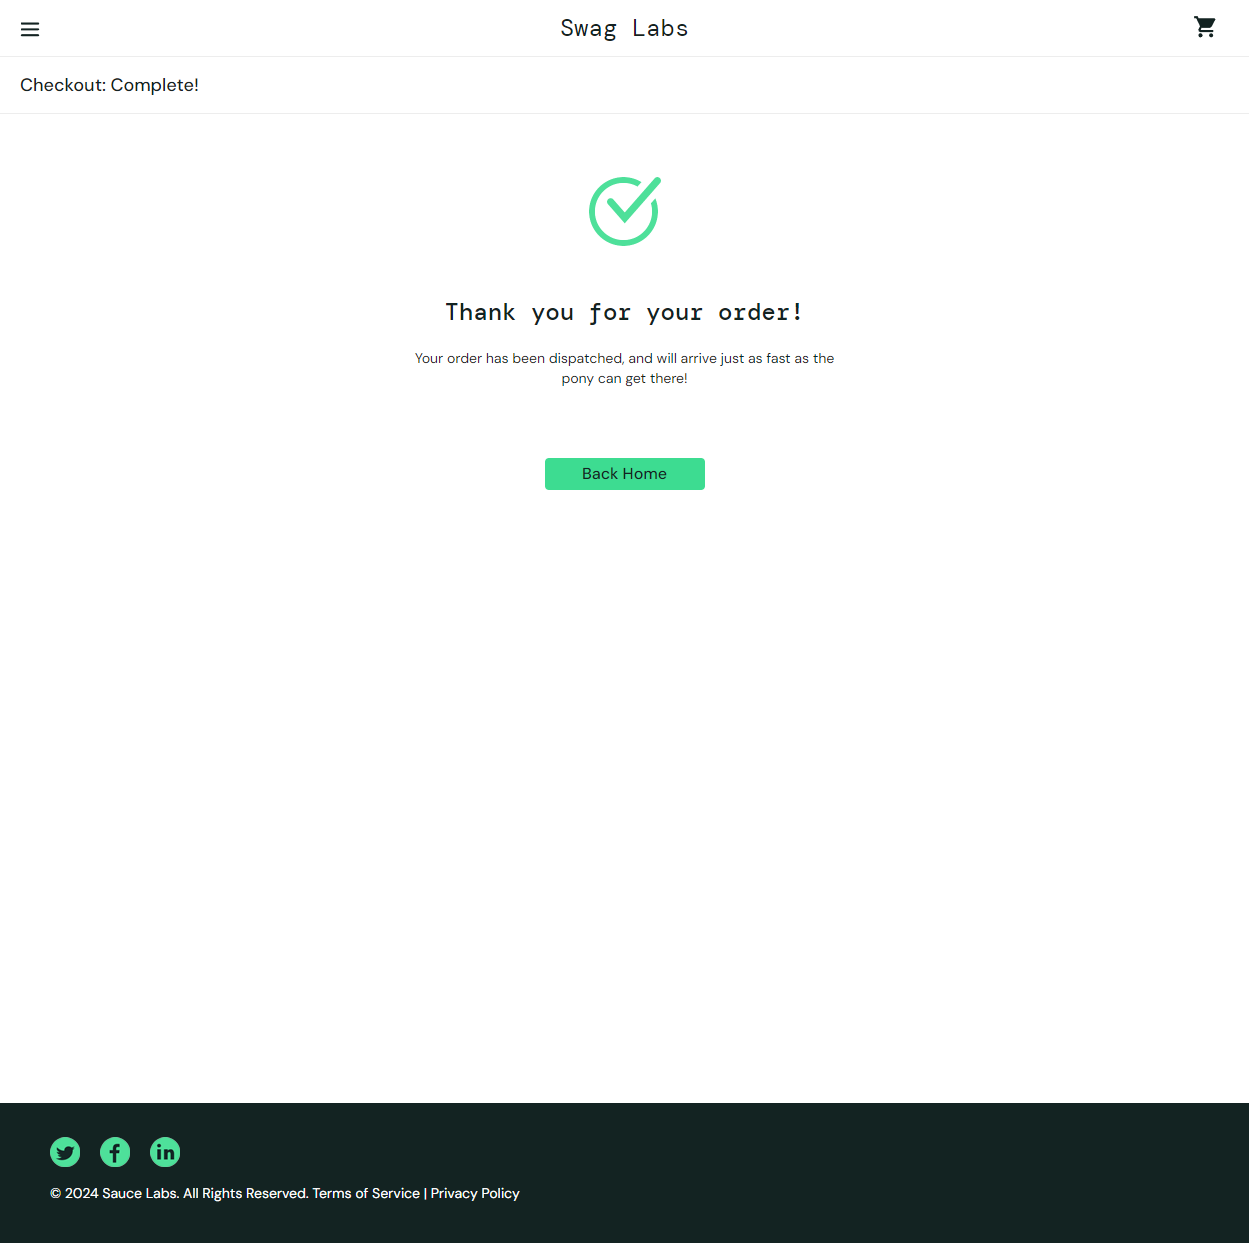 Swag Labs
Checkout: Complete!
Thank you for your order!
Your order has been dispatched, and will arrive just as fast as the
pony can get there!
Back Home
© 2024 Sauce Labs. All Rights Reserved. Terms of Service | Privacy Policy